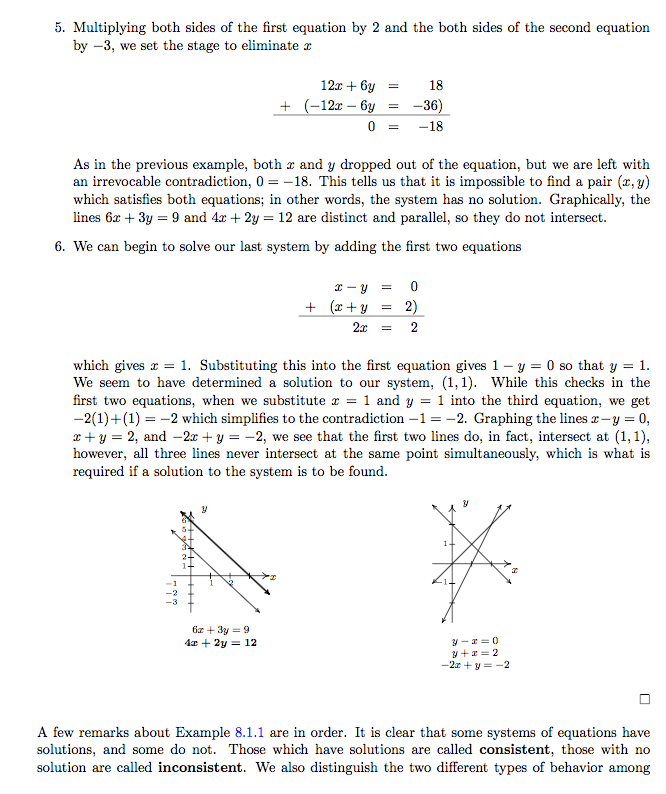 5. Multiplying both sides of the first equation by 2 and the both sides of the second equation
by −3, we set the stage to eliminate x
12x + 6y = 18
+ (−12x − 6y = −36)
0 = −18
As in the previous example, both x and y dropped out of the equation, but we are left with
an irrevocable contradiction, 0 = −18. This tells us that it is impossible to find a pair (x, y)
which satisfies both equations; in other words, the system has no solution. Graphically, the
lines 6x + 3y = 9 and 4x + 2y = 12 are distinct and parallel, so they do not intersect.
6. We can begin to solve our last system by adding the first two equations
x − y = 0
+ (x + y = 2)
2x = 2
which gives x = 1. Substituting this into the first equation gives 1 − y = 0 so that y = 1.
We seem to have determined a solution to our system, (1, 1). While this checks in the
first two equations, when we substitute x = 1 and y = 1 into the third equation, we get
−2(1)+(1) = −2 which simplifies to the contradiction −1 = −2. Graphing the lines x−y = 0,
x + y = 2, and −2x + y = −2, we see that the first two lines do, in fact, intersect at (1, 1),
however, all three lines never intersect at the same point simultaneously, which is what is
required if a solution to the system is to be found.
y
6
5
4
3
2
1
x
1 2
−1
−2
−3
6x + 3y = 9
4x + 2y = 12
y
1
x
−1
y − x = 0
y + x = 2
−2x + y = −2
A few remarks about Example 8.1.1 are in order. It is clear that some systems of equations have
solutions, and some do not. Those which have solutions are called consistent, those with no
solution are called inconsistent. We also distinguish the two different types of behavior among